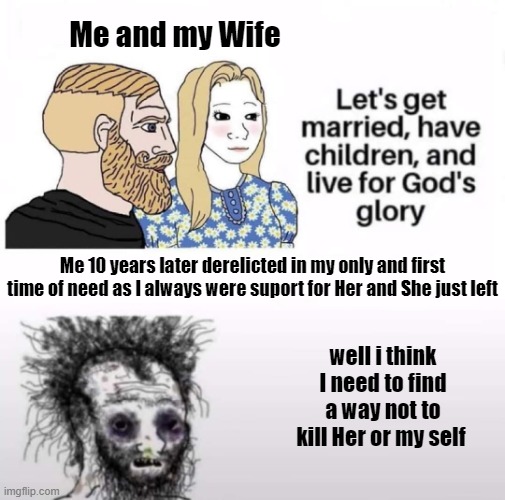 Me and my Wife
Let's get
married, have
children, and
live for God's
glory
Me 10 years later derelicted in my only and first
time of need as I always were suport for Her and She just left
well i think
I need to find
a way not to
kill Her or my self
imgflip.com